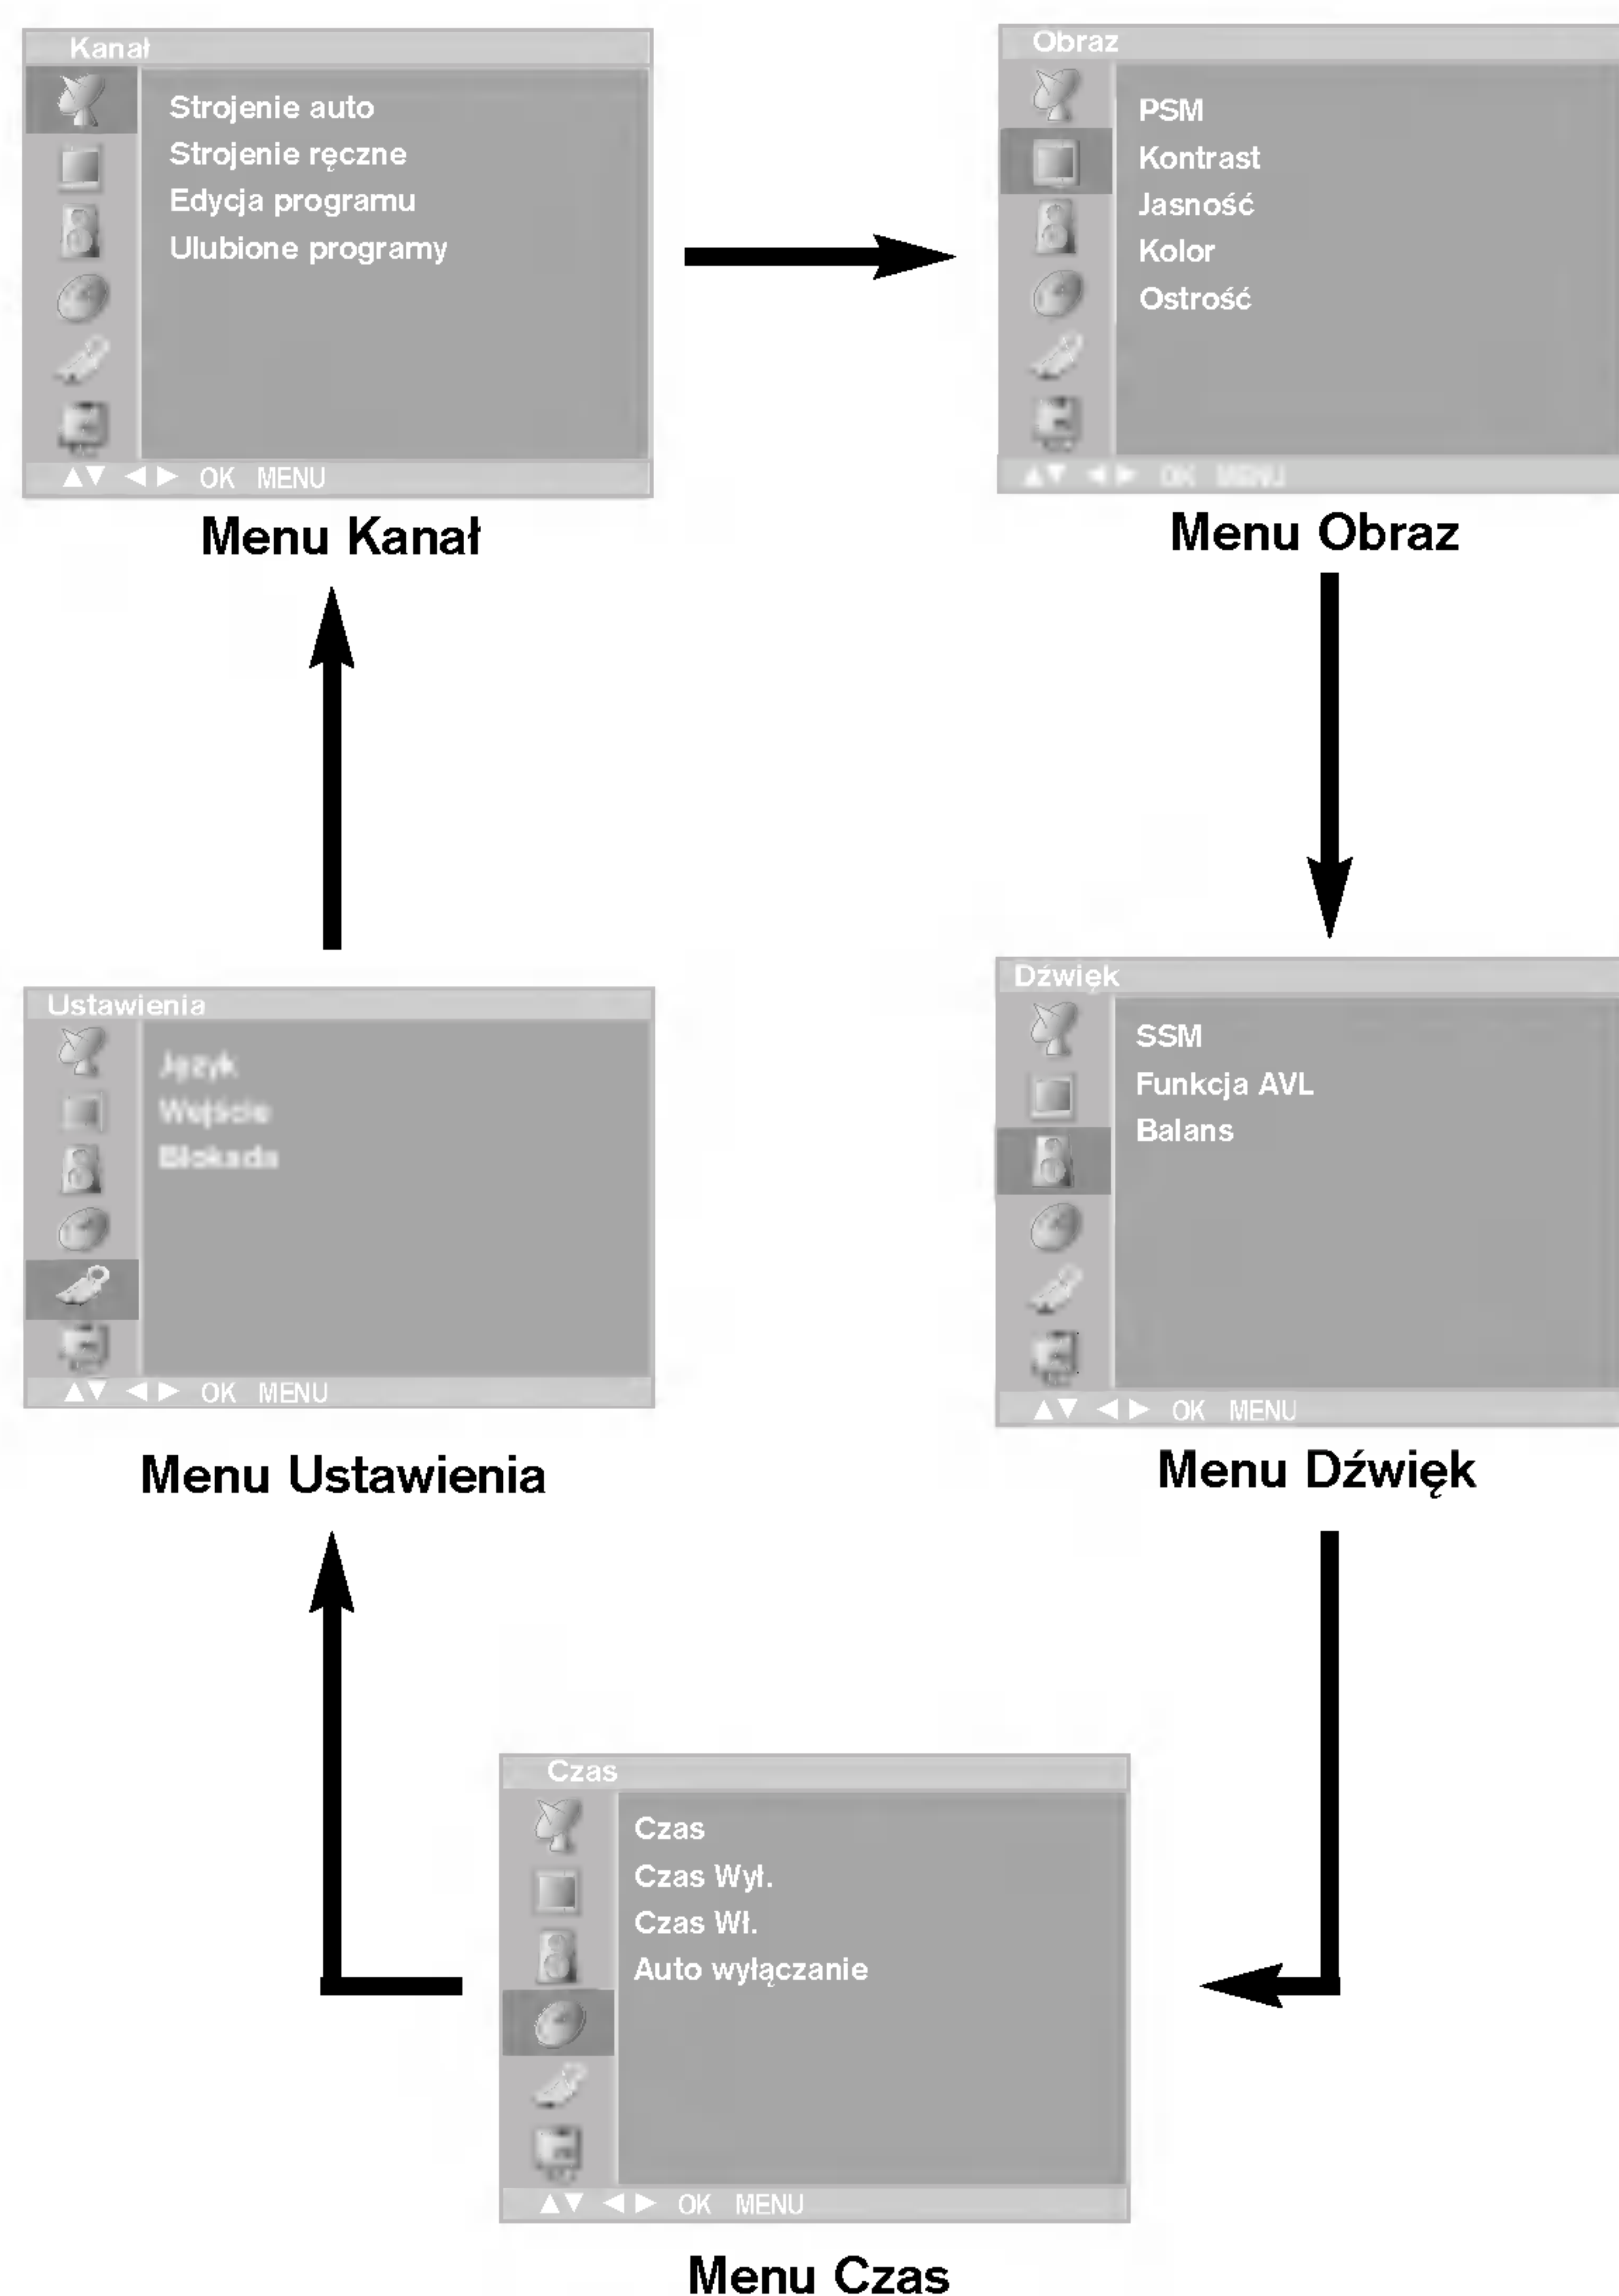 Kanał
Strojenie auto
Strojenie ręczne
Edycja programu
Ulubione programy
▲▼ ◄► OK MENU
Menu Kanał
Obraz
PSM
Kontrast
Jasność
Kolor
Ostrość
▲▼ ◄► OK MENU
Menu Obraz
Dźwięk
SSM
Funkcja AVL
Balans
▲▼ ◄► OK MENU
Menu Dźwięk
Czas
Czas
Czas Wył.
Czas Wł.
Auto wyłączanie
▲▼ ◄► OK MENU
Menu Czas
Ustawienia
Język
Wejście
Blokada
▲▼ ◄► OK MENU
Menu Ustawienia